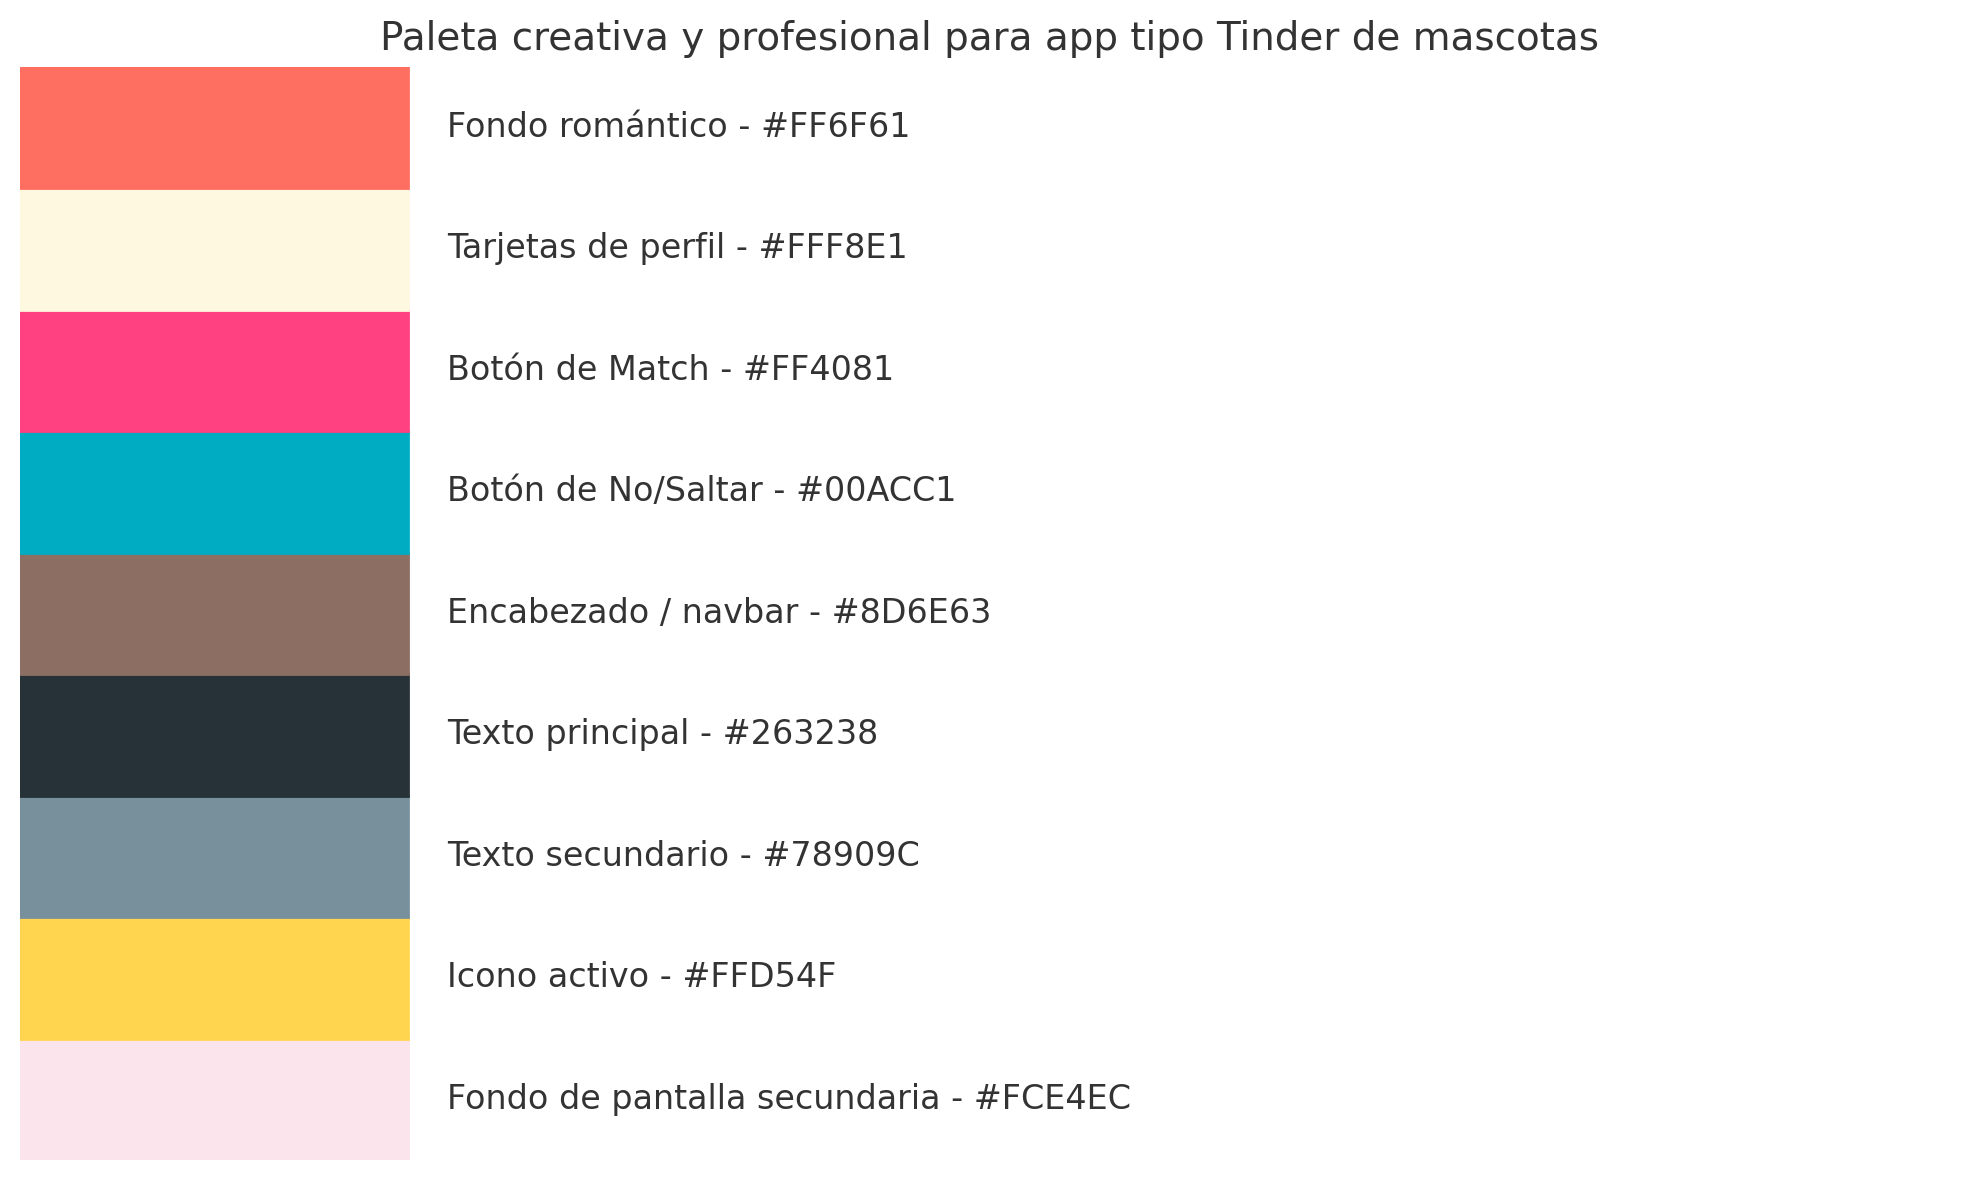 Paleta creativa y profesional para app tipo Tinder de mascotas
Fondo romántico - #FF6F61
Tarjetas de perfil - #FFF8E1
Botón de Match - #FF4081
Botón de No/Saltar - #00ACC1
Encabezado / navbar - #8D6E63
Texto principal - #263238
Texto secundario - #78909C
Icono activo - #FFD54F
Fondo de pantalla secundaria - #FCE4EC